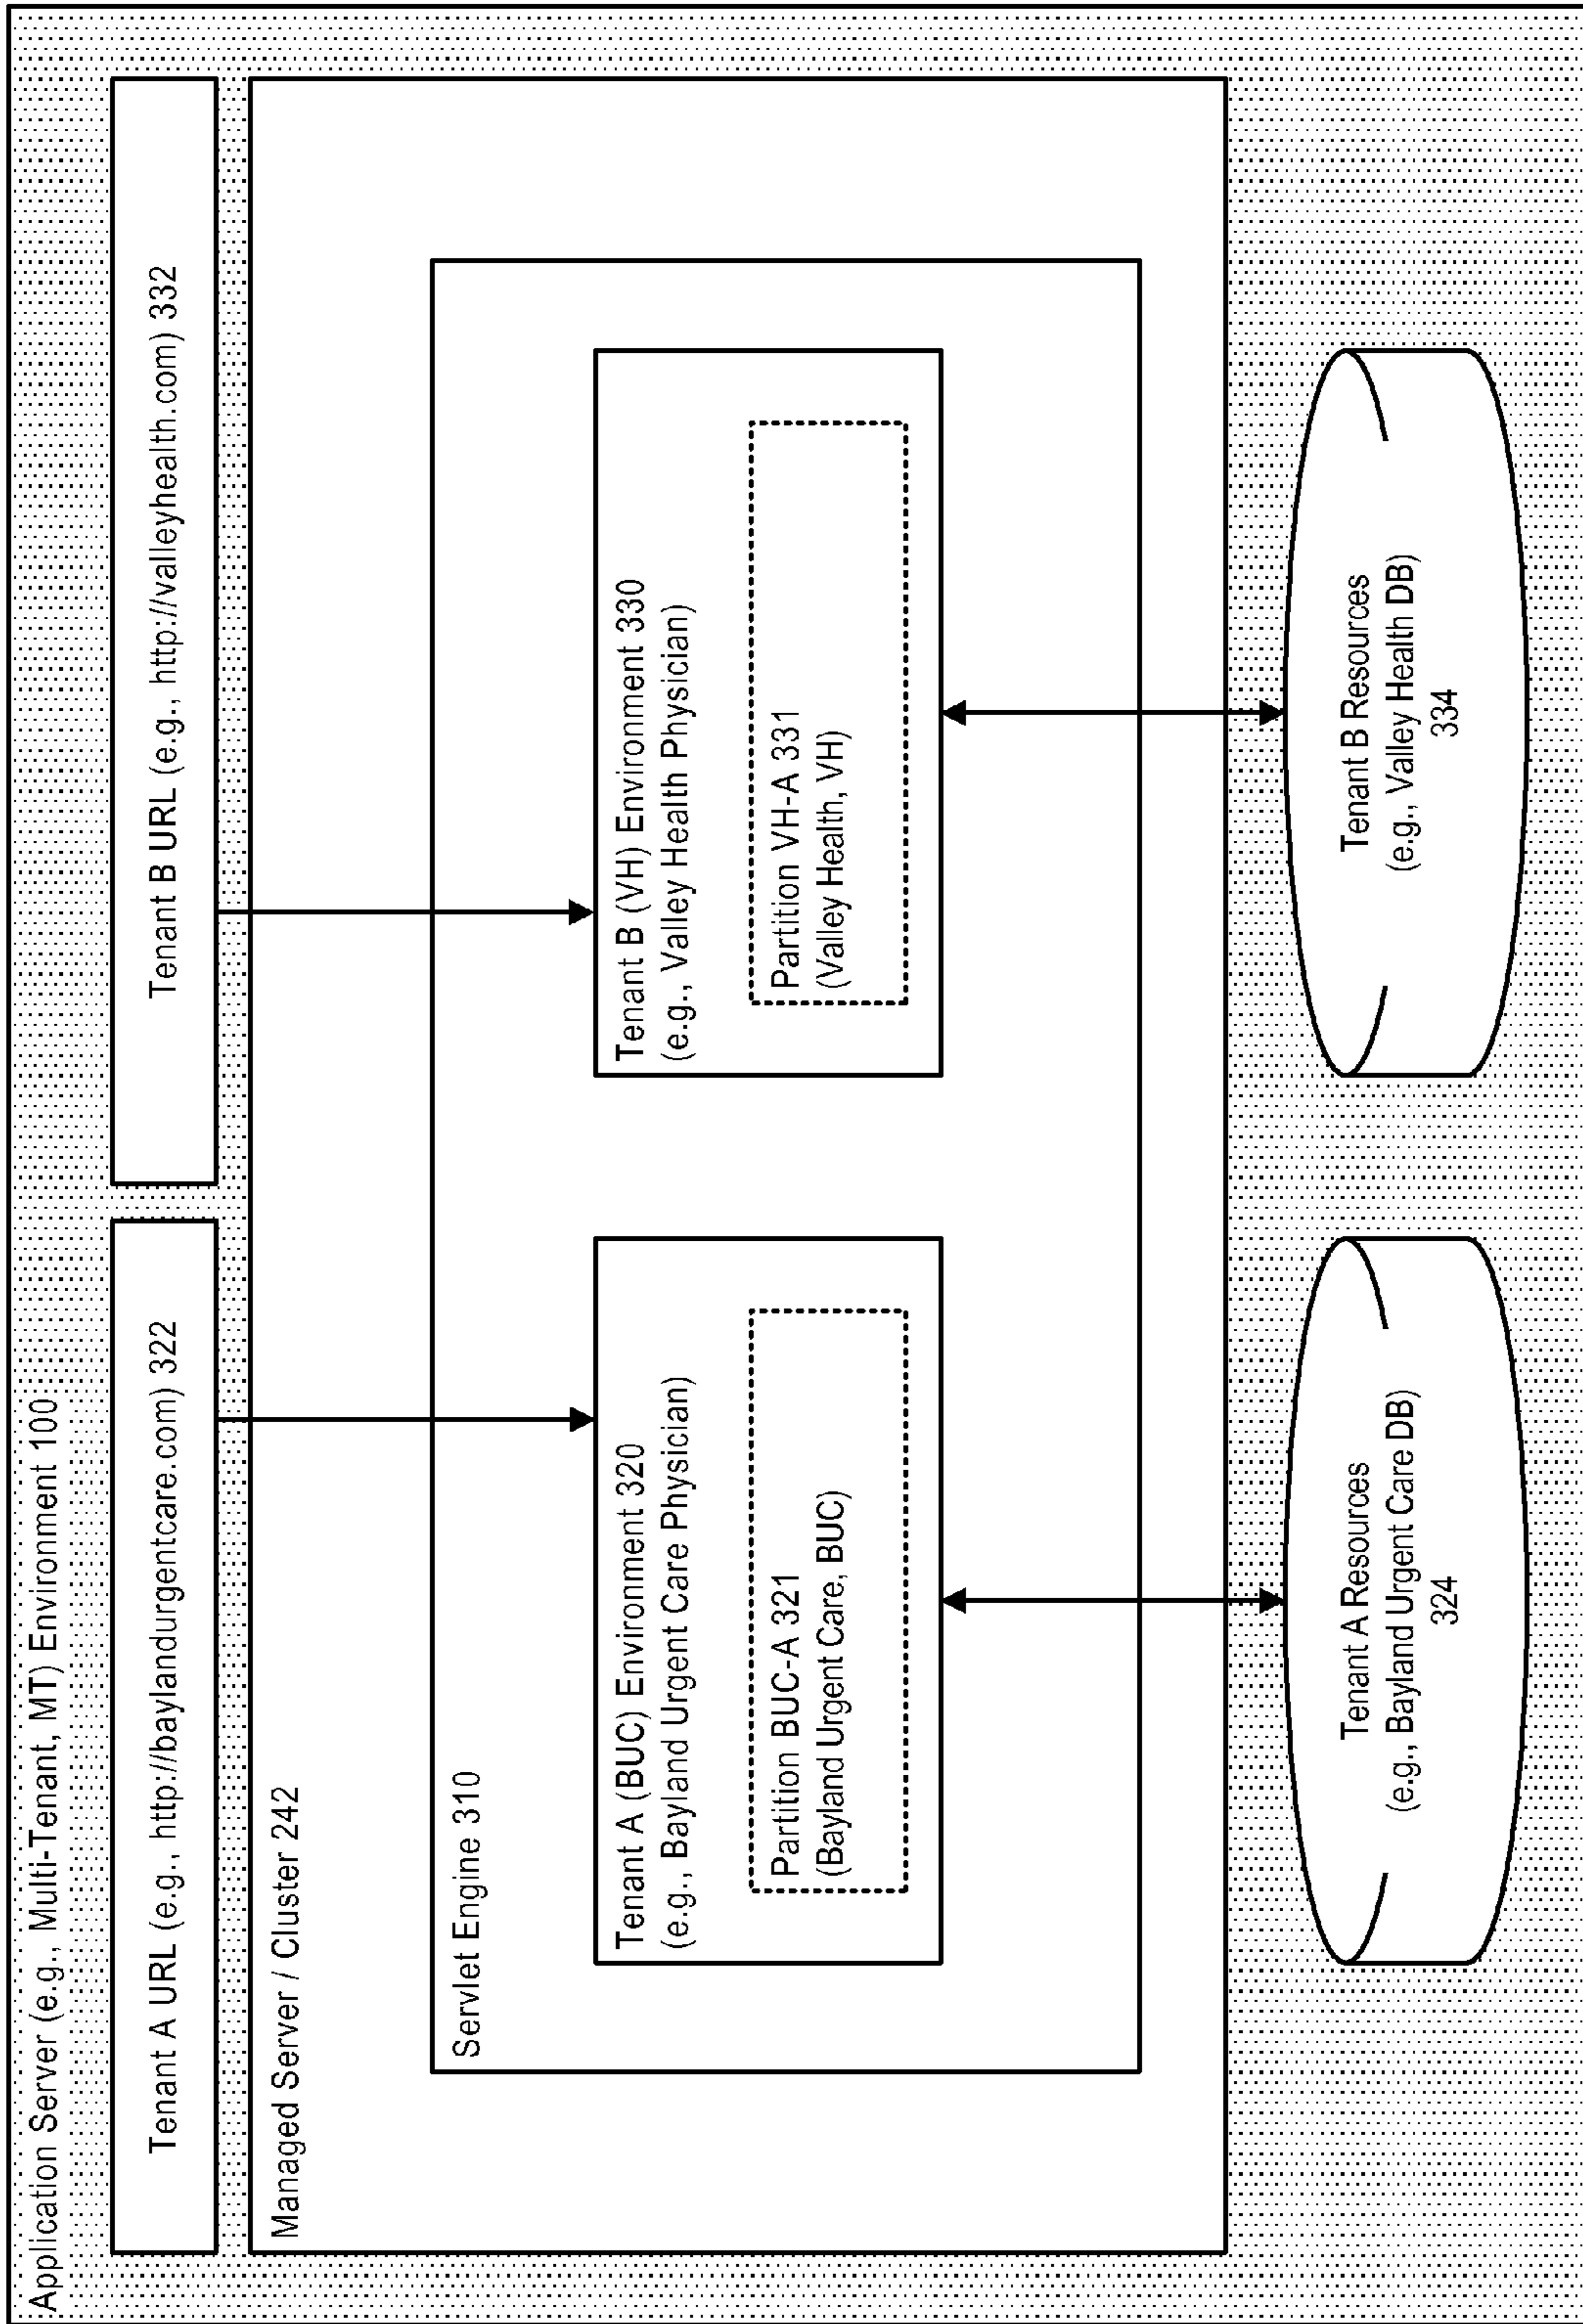 Application Server (e.g., Multi-Tenant, MT) Environment 100
Tenant A URL (e.g., http://baylandurgentcare.com) 322
Tenant B URL (e.g., http://valleyhealth.com) 332
Managed Server / Cluster 242
Servlet Engine 310
Tenant A (BUC) Environment 320
(e.g., Bayland Urgent Care Physician)
Partition BUC-A 321
(Bayland Urgent Care, BUC)
Tenant B (VH) Environment 330
(e.g., Valley Health Physician)
Partition VH-A 331
(Valley Health, VH)
Tenant A Resources
(e.g., Bayland Urgent Care DB)
324
Tenant B Resources
(e.g., Valley Health DB)
334